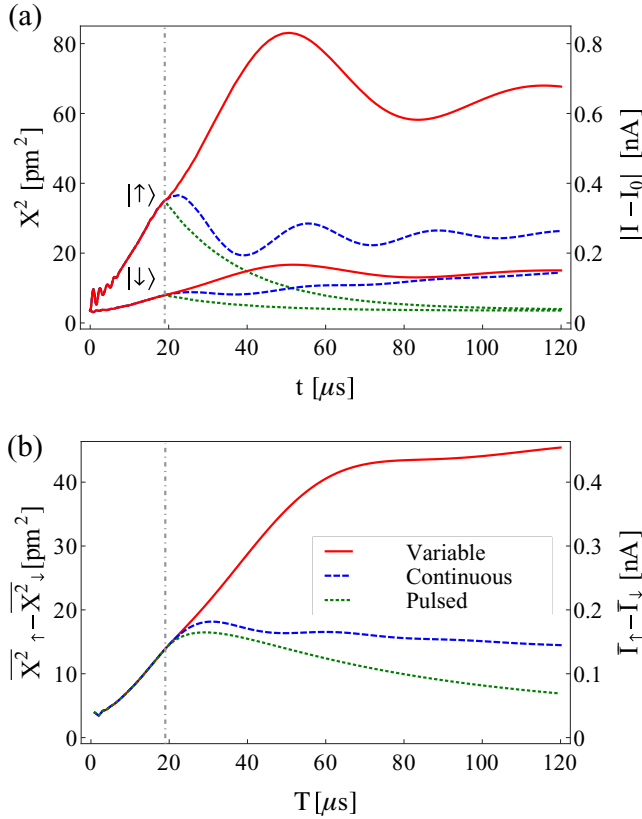 (a)
80
60
40
20
0
X² [pm²]
|↑⟩
|↓⟩
0.8
0.6
0.4
0.2
0
|I − I₀| [nA]
0 20 40 60 80 100 120
t [μs]
(b)
40
30
20
10
0
X̅²↑−X̅²↓[pm²]
Variable
Continuous
Pulsed
0.4
0.3
0.2
0.1
0
I̅↑−I̅↓ [nA]
0 20 40 60 80 100 120
T [μs]